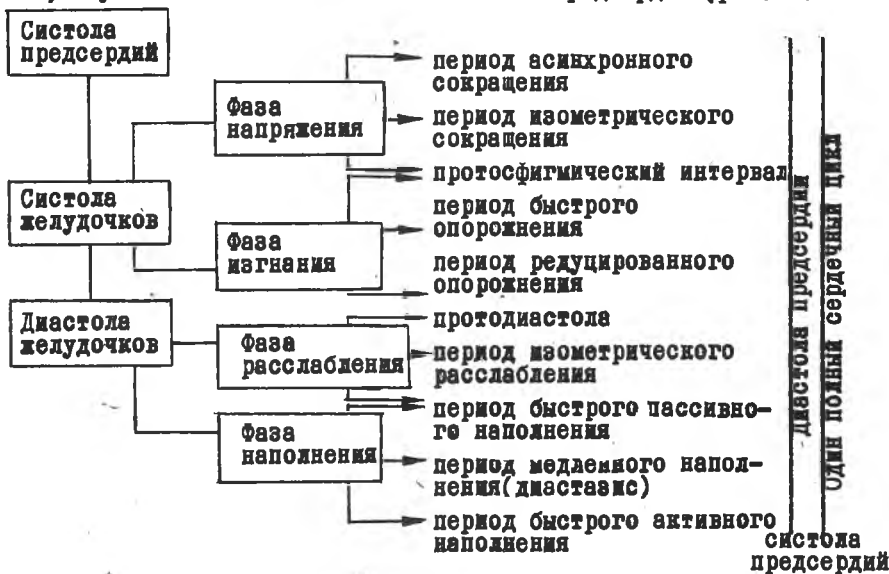 Систола
предсердий
Систола
желудочков
Диастола
желудочков
Фаза
напряжения
Фаза
изгнания
Фаза
расслабления
Фаза
наполнения
период асинхронного
сокращения
период изометрического
сокращения
протосфигмический интервал
период быстрого
опорожнения
период редуцированного
опорожнения
протодиастола
период изометрического
расслабления
период быстрого пассивно-
го наполнения
период медленного напол-
нения(диастазис)
период быстрого активного
наполнения
диастола предсердий
Один полный сердечный цикл
систола
предсердий